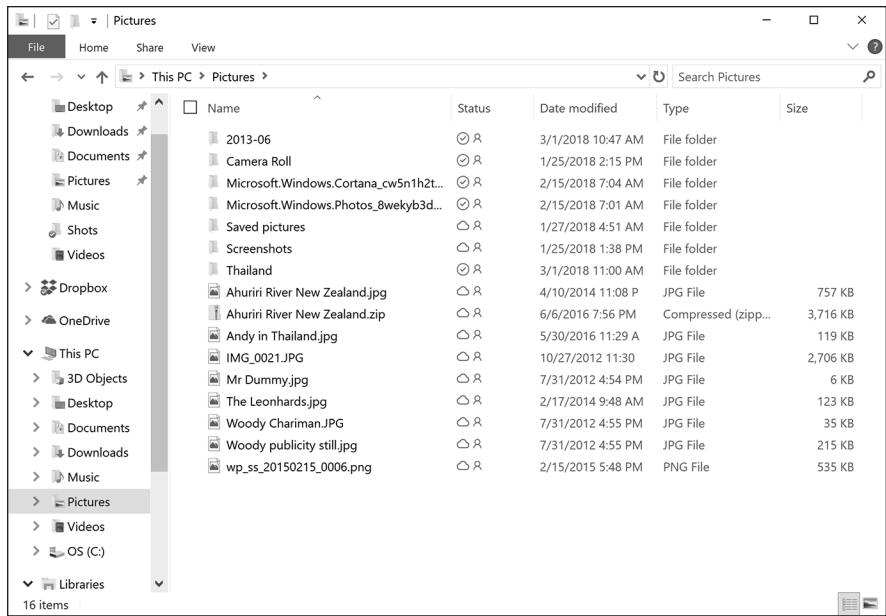 Pictures
File Home Share View
This PC Pictures Search Pictures
Desktop
Downloads
Documents
Pictures
Music
Shots
Videos
Dropbox
OneDrive
This PC
3D Objects
Desktop
Documents
Downloads
Music
Pictures
Videos
OS (C:)
Libraries
Name Status Date modified Type Size
2013-06 3/1/2018 10:47 AM File folder
Camera Roll 1/25/2018 2:15 PM File folder
Microsoft.Windows.Cortana_cw5n1h2t... 2/15/2018 7:04 AM File folder
Microsoft.Windows.Photos_8wekyb3d... 2/15/2018 7:01 AM File folder
Saved pictures 1/27/2018 4:51 AM File folder
Screenshots 1/25/2018 1:38 PM File folder
Thailand 3/1/2018 11:00 AM File folder
Ahuriri River New Zealand.jpg 4/10/2014 11:08 P JPG File 757 KB
Ahuriri River New Zealand.zip 6/6/2016 7:56 PM Compressed (zipp... 3,716 KB
Andy in Thailand.jpg 5/30/2016 11:29 A JPG File 119 KB
IMG_0021.JPG 10/27/2012 11:30 JPG File 2,706 KB
Mr Dummy.jpg 7/31/2012 4:54 PM JPG File 6 KB
The Leonhards.jpg 2/17/2014 9:48 AM JPG File 123 KB
Woody Chariman.JPG 7/31/2012 4:55 PM JPG File 35 KB
Woody publicity still.jpg 7/31/2012 4:55 PM JPG File 215 KB
wp_ss_20150215_0006.png 2/15/2015 5:48 PM PNG File 535 KB
16 items